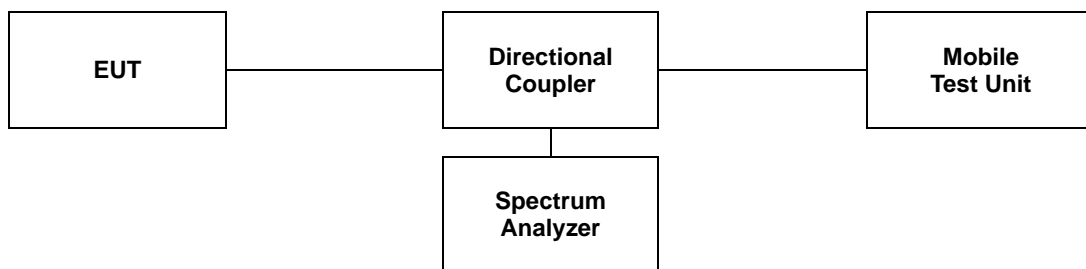 EUT
Directional
Coupler
Mobile
Test Unit
Spectrum
Analyzer